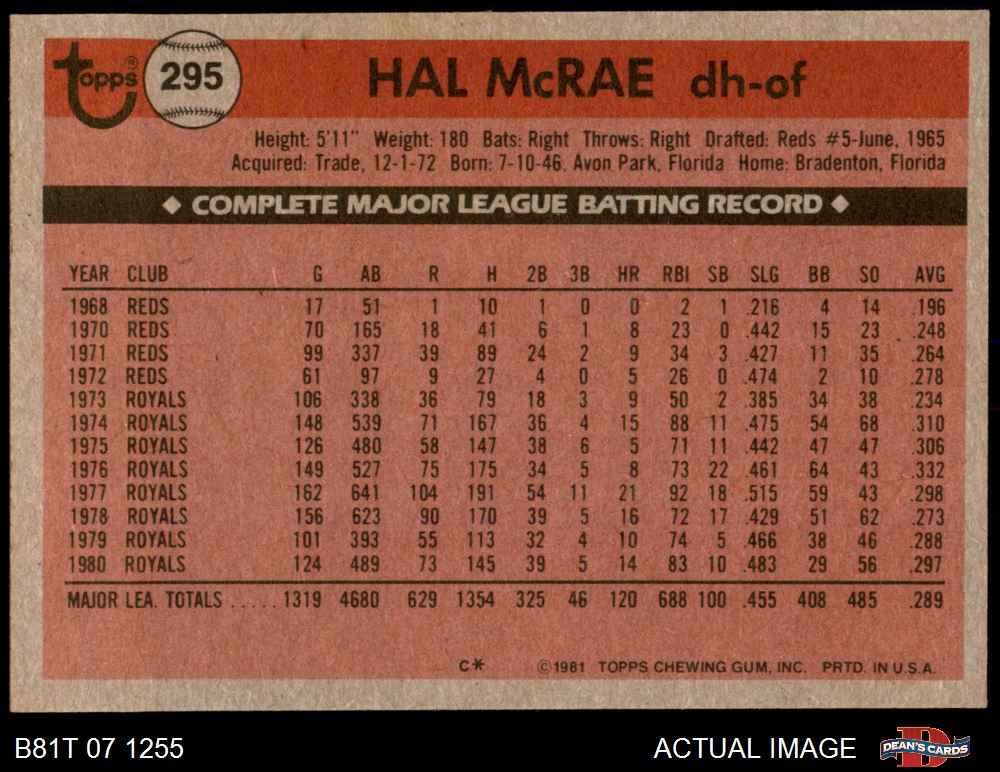 topps® 295 HAL McRAE dh-of
Height: 5'11" Weight: 180 Bats: Right Throws: Right Drafted: Reds #5-June, 1965
Acquired: Trade, 12-1-72 Born: 7-10-46, Avon Park, Florida Home: Bradenton, Florida
◆ COMPLETE MAJOR LEAGUE BATTING RECORD ◆
YEAR CLUB G AB R H 2B 3B HR RBI SB SLG BB SO AVG
1968 REDS 17 51 1 10 1 0 0 2 1 .216 4 14 .196
1970 REDS 70 165 18 41 6 1 8 23 0 .442 15 23 .248
1971 REDS 99 337 39 89 24 2 9 34 3 .427 11 35 .264
1972 REDS 61 97 9 27 4 0 5 26 0 .474 2 10 .278
1973 ROYALS 106 338 36 79 18 3 9 50 2 .385 34 38 .234
1974 ROYALS 148 539 71 167 36 4 15 88 11 .475 54 68 .310
1975 ROYALS 126 480 58 147 38 6 5 71 11 .442 47 47 .306
1976 ROYALS 149 527 75 175 34 5 8 73 22 .461 64 43 .332
1977 ROYALS 162 641 104 191 54 11 21 92 18 .515 59 43 .298
1978 ROYALS 156 623 90 170 39 5 16 72 17 .429 51 62 .273
1979 ROYALS 101 393 55 113 32 4 10 74 5 .466 38 46 .288
1980 ROYALS 124 489 73 145 39 5 14 83 10 .483 29 56 .297
MAJOR LEA. TOTALS ..... 1319 4680 629 1354 325 46 120 688 100 .455 408 485 .289
C* ©1981 TOPPS CHEWING GUM, INC. PRTD. IN U.S.A.
B81T 07 1255 ACTUAL IMAGE DEAN'S CARDS